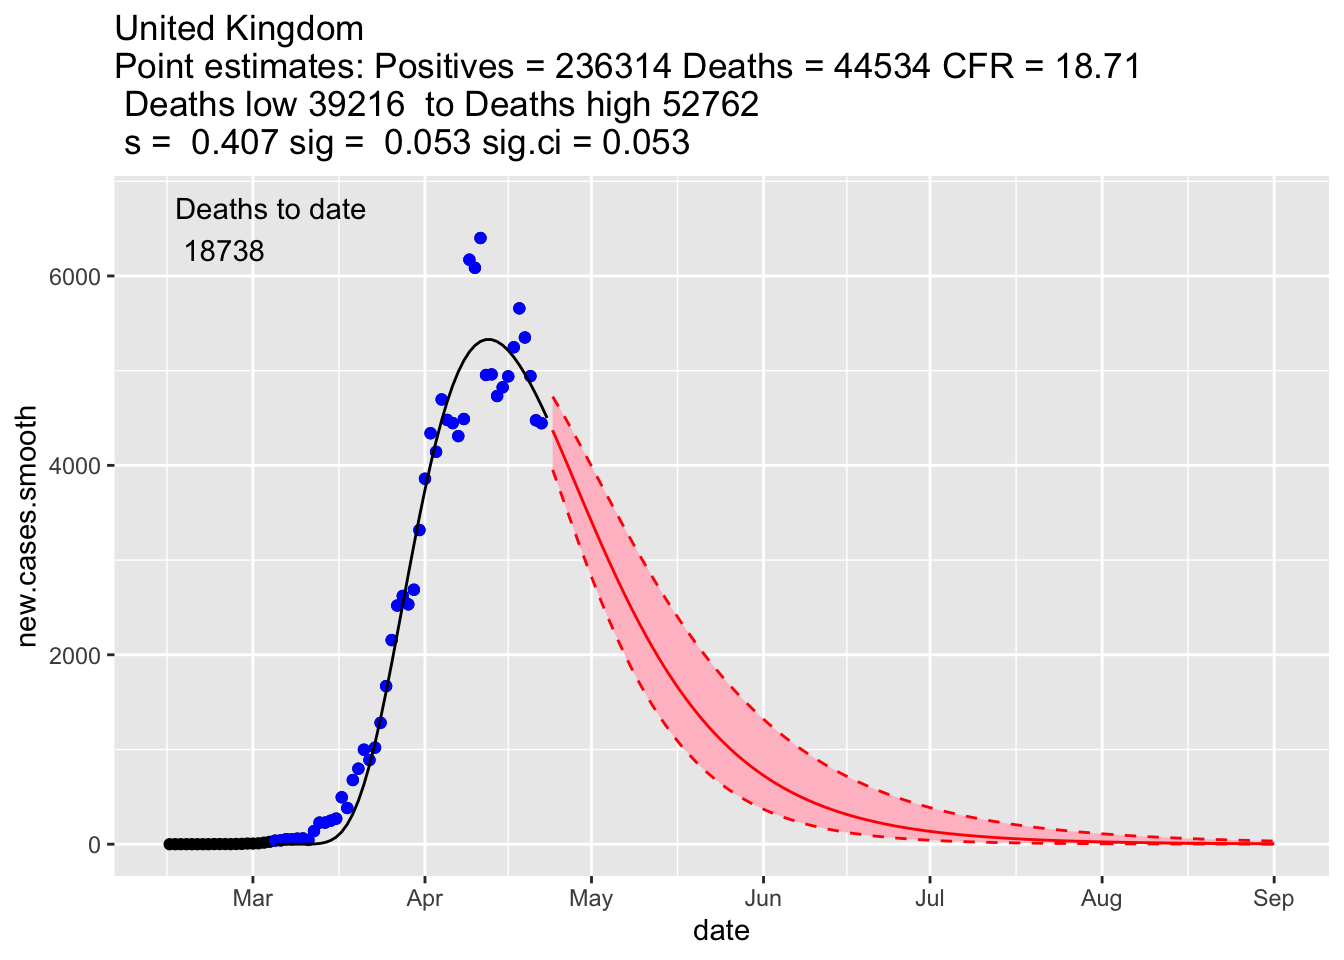 United Kingdom
Point estimates: Positives = 236314 Deaths = 44534 CFR = 18.71
Deaths low 39216  to Deaths high 52762
s =  0.407 sig =  0.053 sig.ci = 0.053
Deaths to date
18738
6000
4000
2000
0
new.cases.smooth
Mar Apr May Jun Jul Aug Sep
date